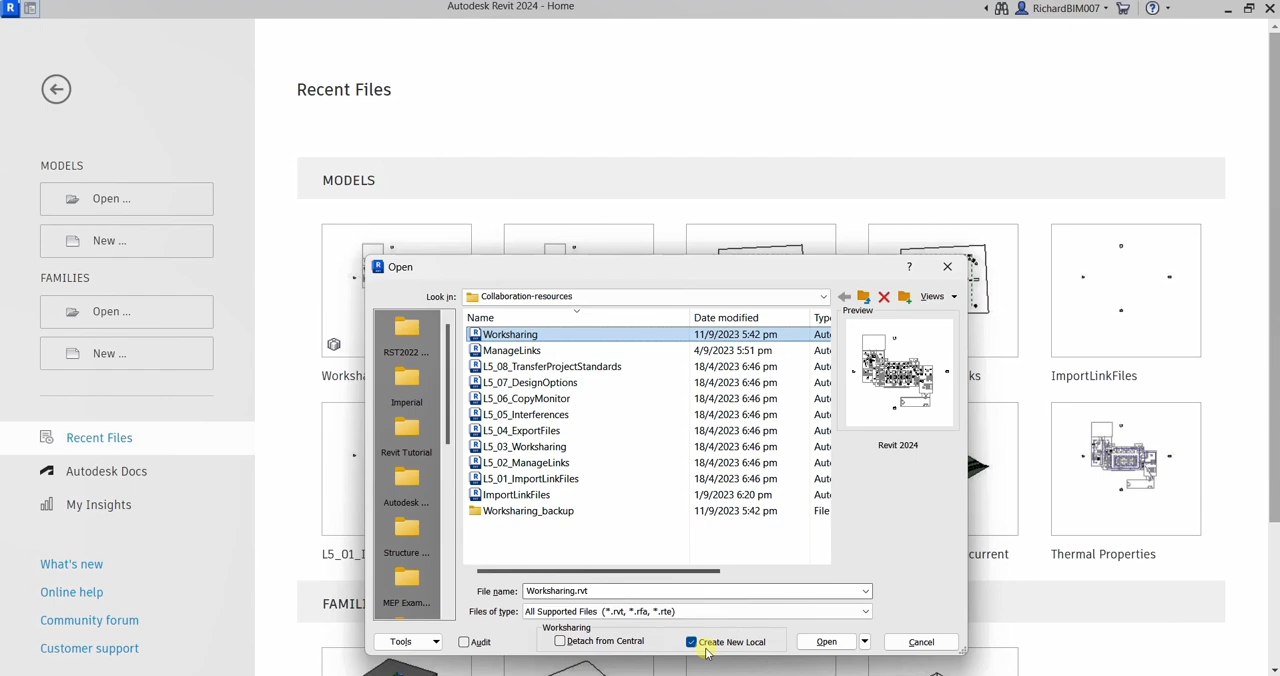 R
Autodesk Revit 2024 - Home
RichardBIM007
?
Recent Files
MODELS
Open ...
New ...
FAMILIES
Open ...
New ...
Recent Files
Autodesk Docs
My Insights
What's new
Online help
Community forum
Customer support
MODELS
Worksha
ks
ImportLinkFiles
L5_01_I
current
Thermal Properties
FAMILI
R
Open
?
Look in:
Collaboration-resources
Views
Name
Date modified
Typ
Worksharing
11/9/2023 5:42 pm
Aut
ManageLinks
4/9/2023 5:51 pm
Aut
L5_08_TransferProjectStandards
18/4/2023 6:46 pm
Aut
L5_07_DesignOptions
18/4/2023 6:46 pm
Aut
L5_06_CopyMonitor
18/4/2023 6:46 pm
Aut
L5_05_Interferences
18/4/2023 6:46 pm
Aut
L5_04_ExportFiles
18/4/2023 6:46 pm
Aut
L5_03_Worksharing
18/4/2023 6:46 pm
Aut
L5_02_ManageLinks
18/4/2023 6:46 pm
Aut
L5_01_ImportLinkFiles
18/4/2023 6:46 pm
Aut
ImportLinkFiles
1/9/2023 6:20 pm
Aut
Worksharing_backup
11/9/2023 5:42 pm
File
RST2022 ...
Imperial
Revit Tutorial
Autodesk ...
Structure ...
MEP Exam...
Preview
Revit 2024
File name:
Worksharing.rvt
Files of type:
All Supported Files (*.rvt, *.rfa, *.rte)
Worksharing
Tools
Audit
Detach from Central
Create New Local
Open
Cancel